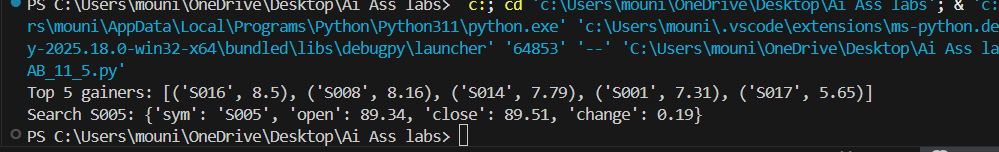 PS C:\Users\mouni\OneDrive\Desktop\Ai Ass labs>  c:; cd 'c:\Users\mouni\OneDrive\Desktop\Ai Ass labs'; & 'c:
rs\mouni\AppData\Local\Programs\Python\Python311\python.exe' 'c:\Users\mouni\.vscode\extensions\ms-python.de
y-2025.18.0-win32-x64\bundled\libs\debugpy\launcher' '64853' '--' 'C:\Users\mouni\OneDrive\Desktop\Ai Ass la
AB_11_5.py'
Top 5 gainers: [('S016', 8.5), ('S008', 8.16), ('S014', 7.79), ('S001', 7.31), ('S017', 5.65)]
Search S005: {'sym': 'S005', 'open': 89.34, 'close': 89.51, 'change': 0.19}
PS C:\Users\mouni\OneDrive\Desktop\Ai Ass labs>